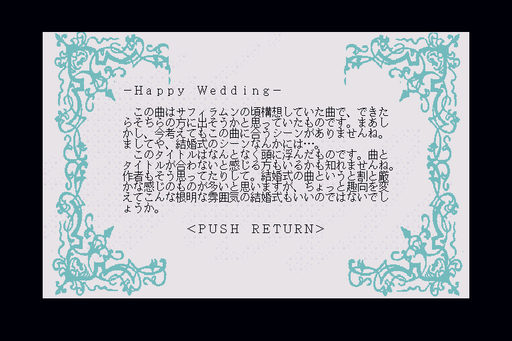 －Happy Wedding－
この曲はサフィラムンの頃構想していた曲で、できた
らそちらの方に出そうかと思っていたものです。まあし
かし、今考えてもこの曲に合うシーンがありませんね。
ましてや、結婚式のシーンなんかには…。
このタイトルはなんとなく頭に浮んだものです。曲と
タイトルが合わないと感じる方もいるかも知れません。
作者もそう思ってたりして。結婚式の曲というと割と厳
かな感じのものが多いと思いますが、ちょっと趣向を変
えてこんな根明な雰囲気の結婚式もいいのではないでし
ょうか。
<PUSH RETURN>